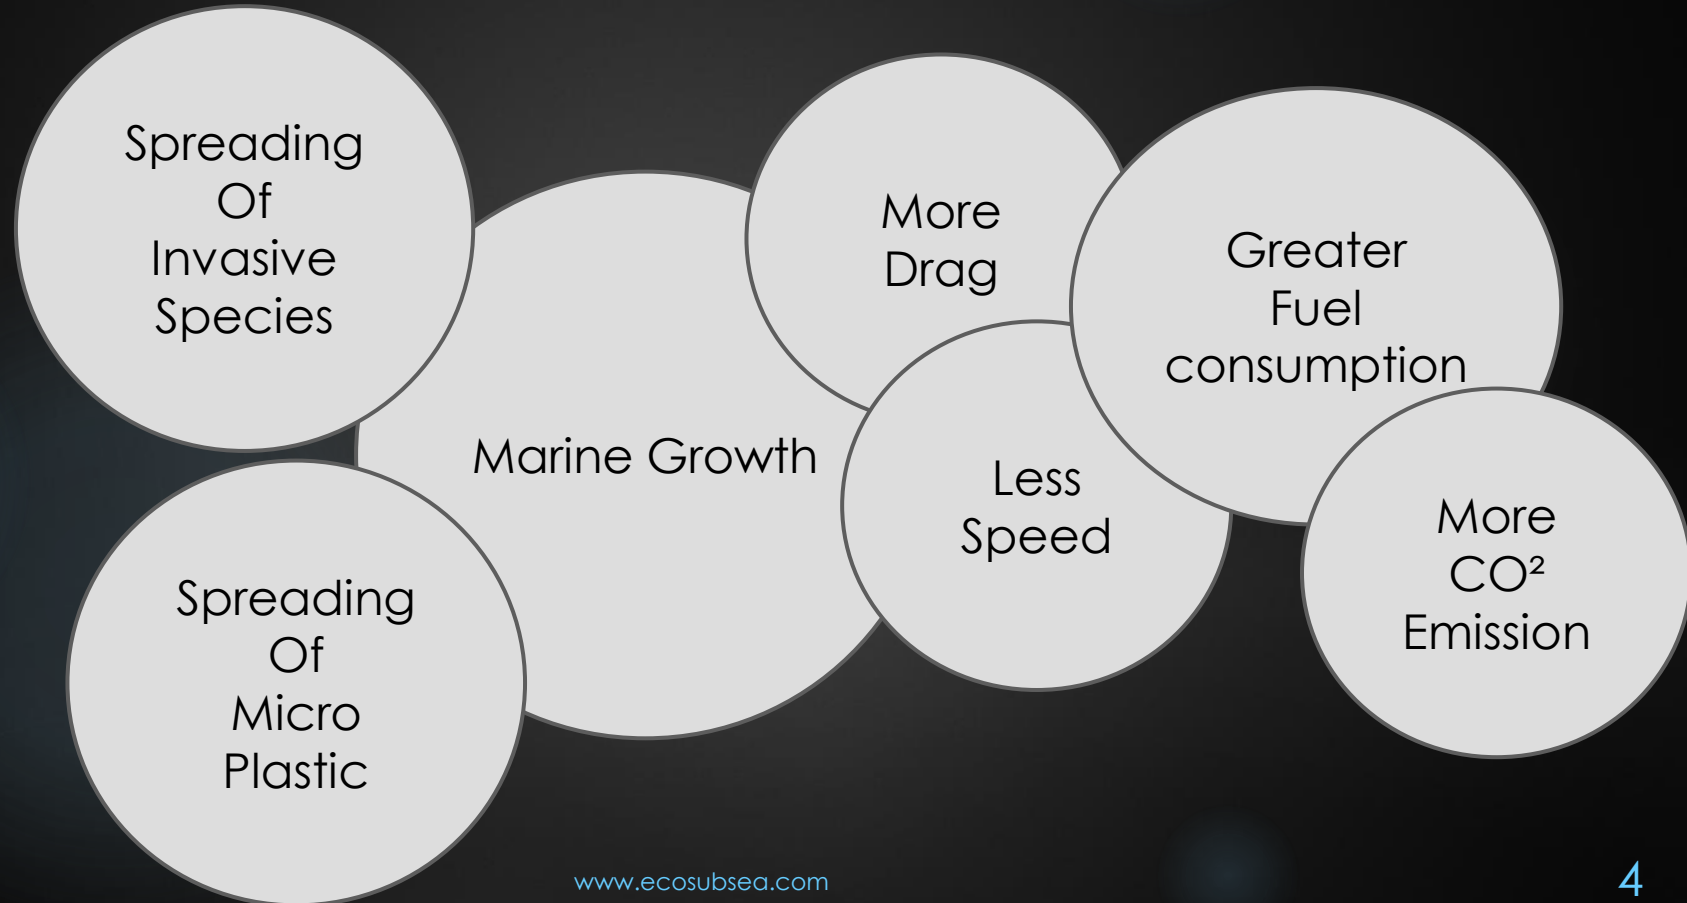 Spreading
Of
Invasive
Species
More
Drag
Greater
Fuel
consumption
Marine Growth
Less
Speed
More
CO²
Emission
Spreading
Of
Micro
Plastic
www.ecosubsea.com
4